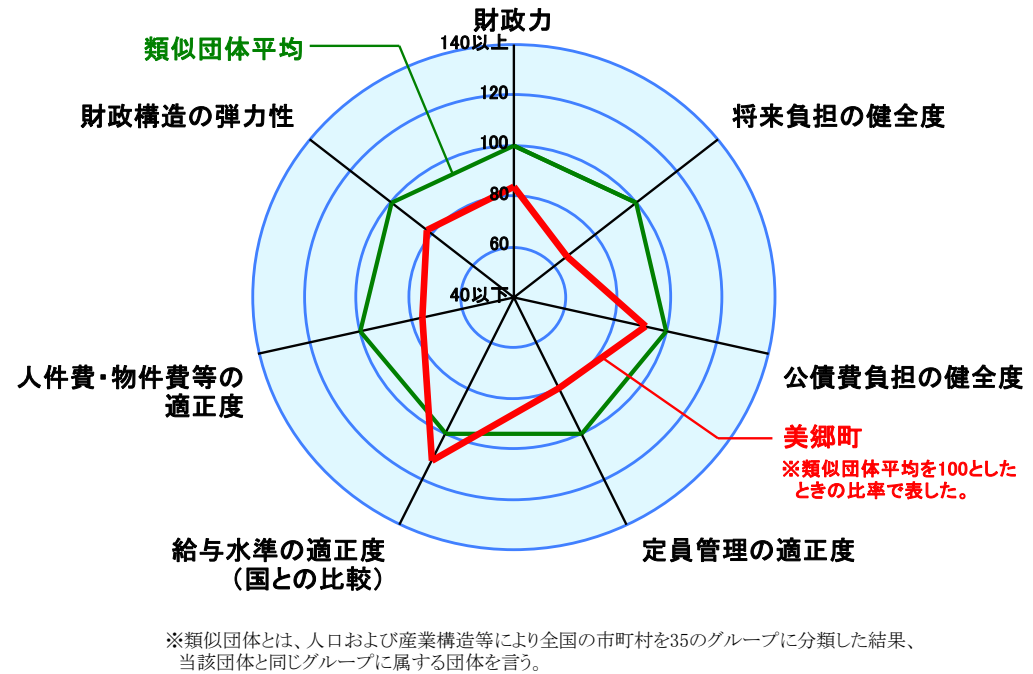 財政力
140以上
類似団体平均
120
財政構造の弾力性
将来負担の健全度
100
80
60
40以下
人件費・物件費等の
適正度
公債費負担の健全度
美郷町
※類似団体平均を100とした
ときの比率で表した。
給与水準の適正度
（国との比較）
定員管理の適正度
※類似団体とは、人口および産業構造等により全国の市町村を35のグループに分類した結果、
当該団体と同じグループに属する団体を言う。